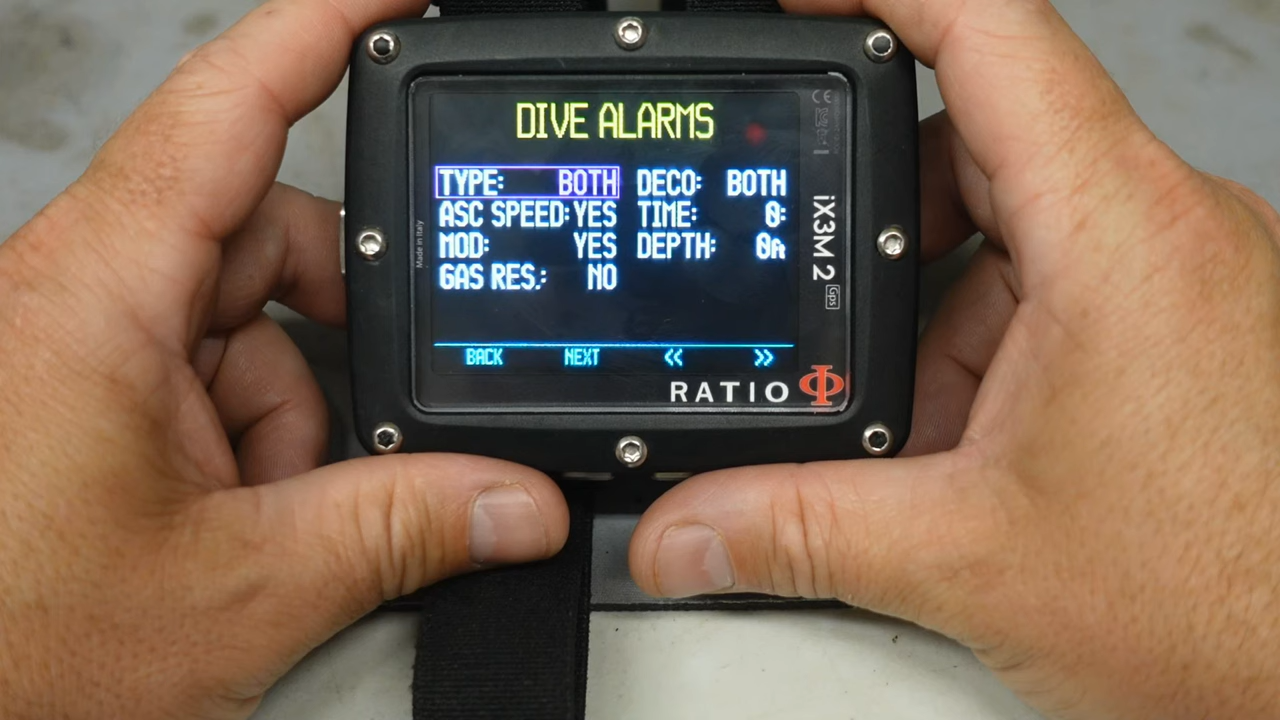 DIVE ALARMS
TYPE: BOTH DECO: BOTH
ASC SPEED: YES TIME: 0:
MOD: YES DEPTH: 0ft
GAS RES.: NO
BACK NEXT << >>
RATIO
Made in Italy
CE
iX3M 2
Gps